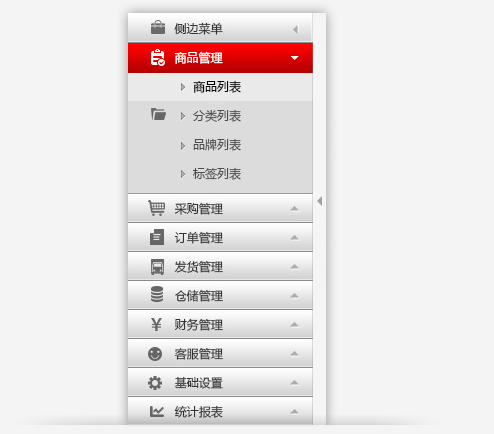 侧边菜单
商品管理
商品列表
分类列表
品牌列表
标签列表
采购管理
订单管理
发货管理
仓储管理
财务管理
客服管理
基础设置
统计报表